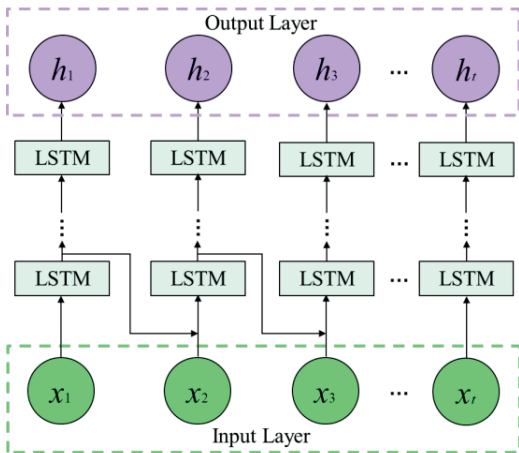 Output Layer
h1 h2 h3 ... ht
LSTM LSTM LSTM ... LSTM
⋮ ⋮ ⋮ ⋮
LSTM LSTM LSTM ... LSTM
x1 x2 x3 ... xt
Input Layer